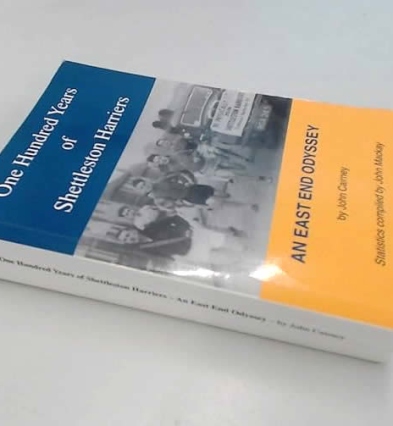 One Hundred Years
of
Shettleston Harriers
AN EAST END ODYSSEY
by John Carney
Statistics compiled by John Mackay
One Hundred Years of Shettleston Harriers – An East End Odyssey – by John Carney